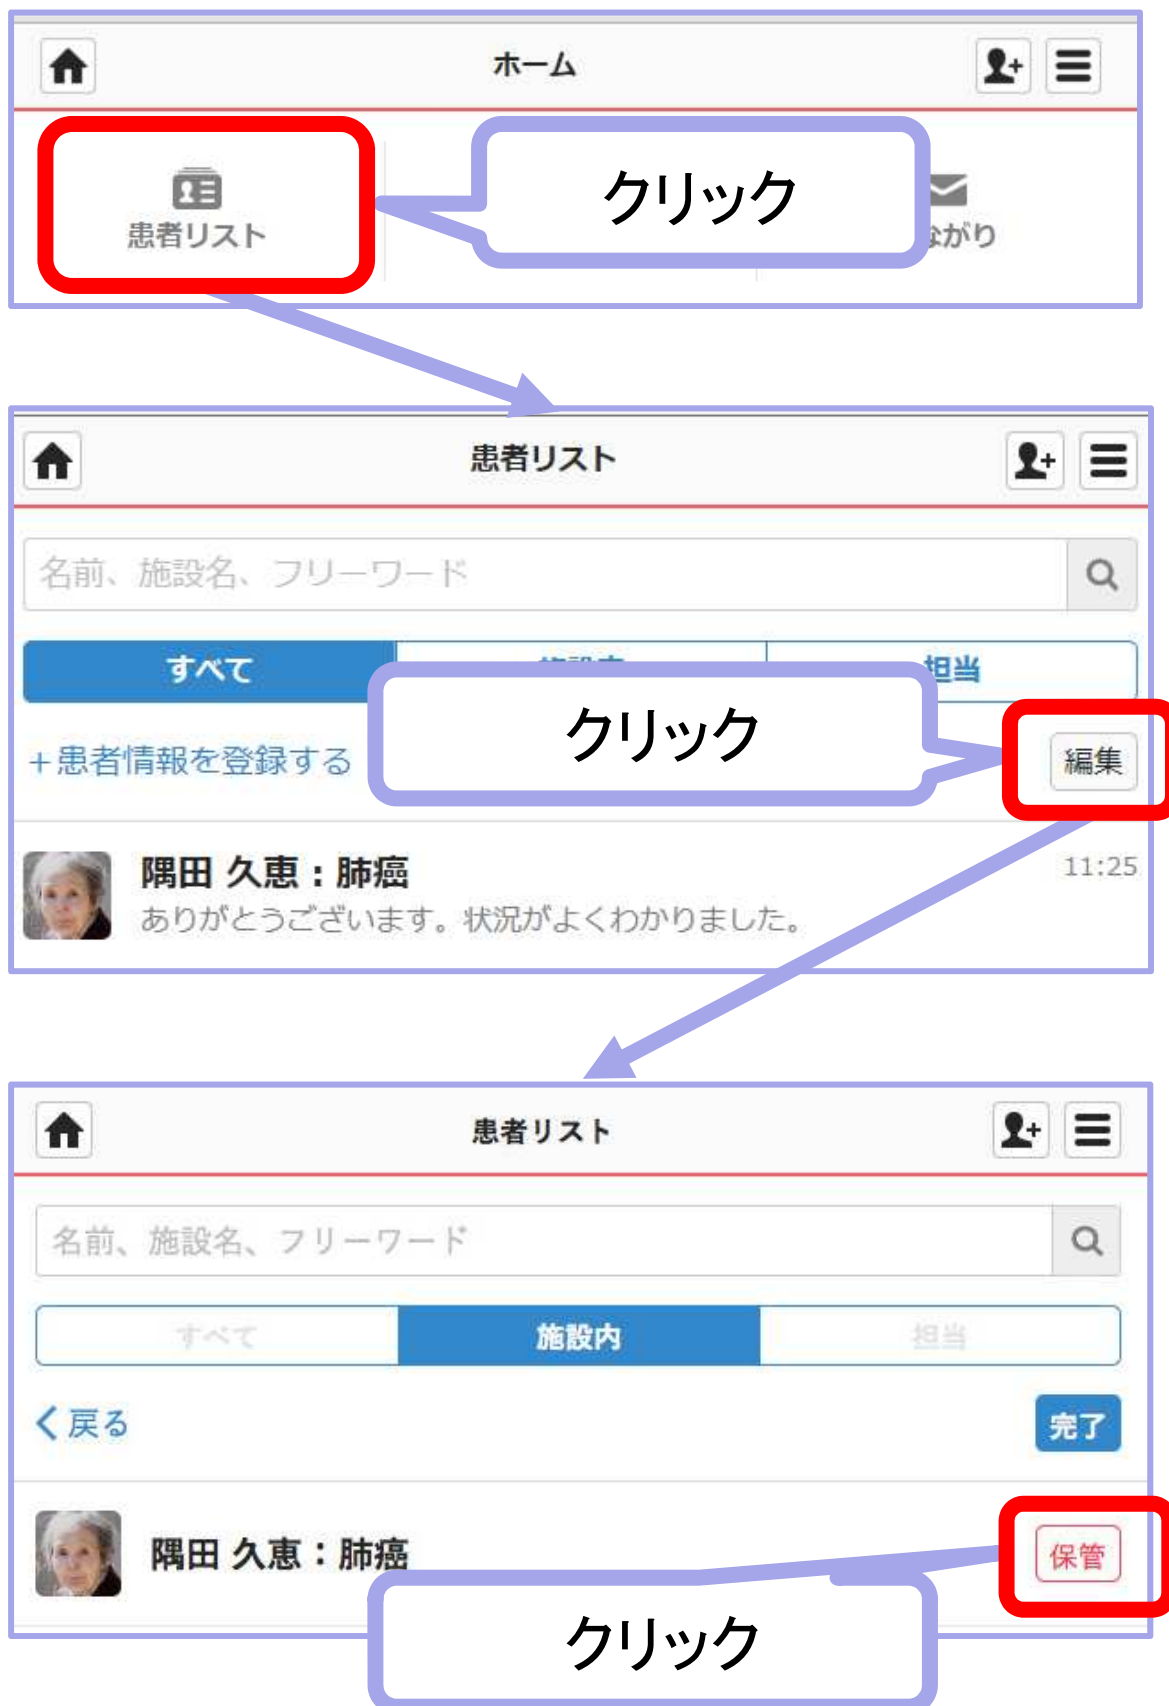 ホーム
患者リスト
クリック
ながり
患者リスト
名前、施設名、フリーワード
すべて
担当
クリック
+患者情報を登録する
編集
隅田 久恵：肺癌
11:25
ありがとうございます。状況がよくわかりました。
患者リスト
名前、施設名、フリーワード
すべて
施設内
担当
戻る
完了
隅田 久恵：肺癌
保管
クリック